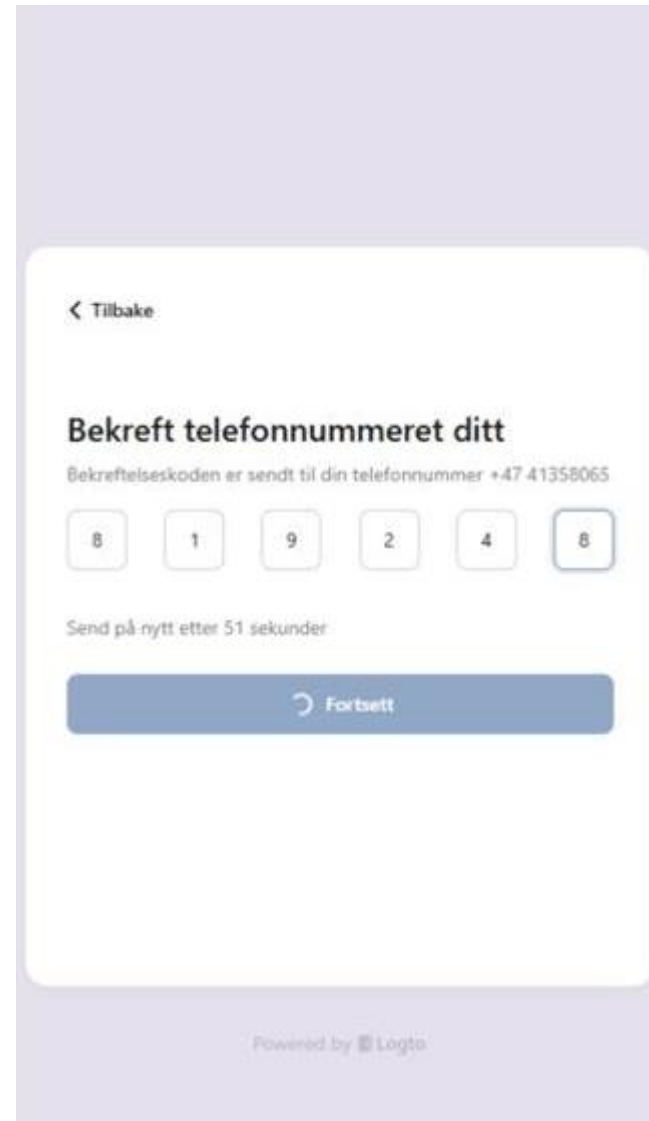 Tilbake
Bekreft telefonnummeret ditt
Bekreftelseskoden er sendt til din telefonnummer +47 41358065
8 1 9 2 4 8
Send på nytt etter 51 sekunder
Fortsett
Powered by Logto